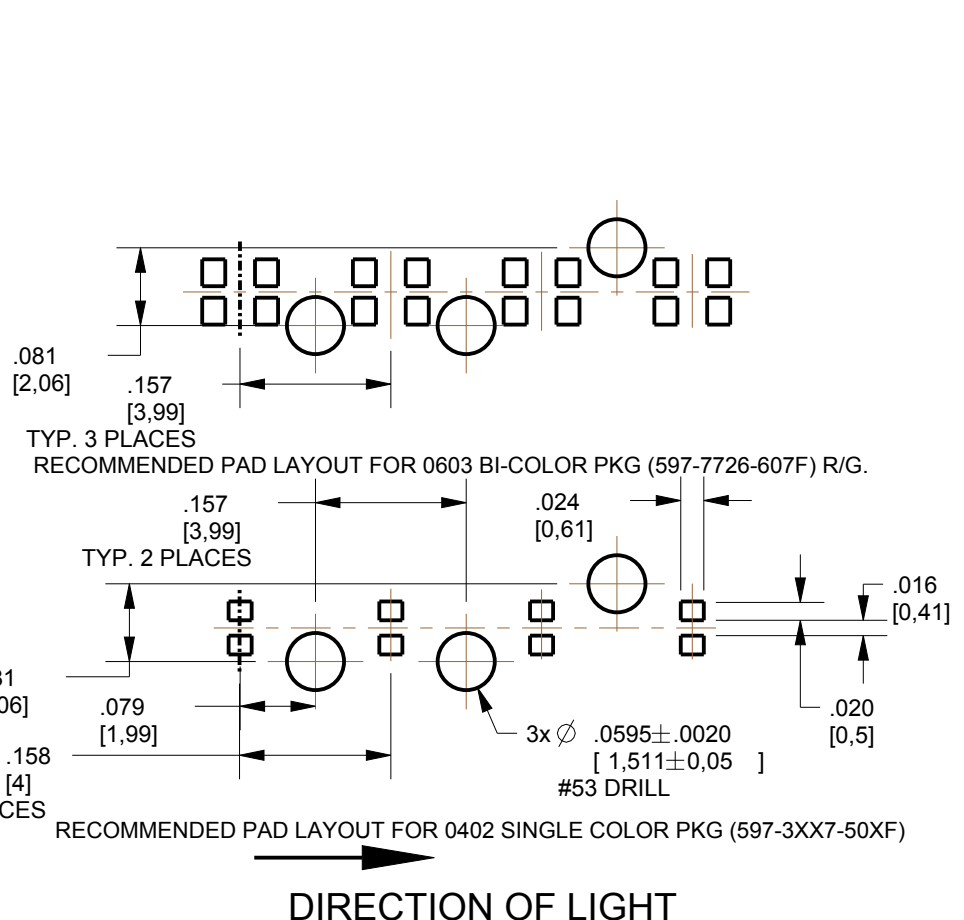 .081
[2,06]
.157
[3,99]
TYP. 3 PLACES
RECOMMENDED PAD LAYOUT FOR 0603 BI-COLOR PKG (597-7726-607F) R/G.
.157
[3,99]
TYP. 2 PLACES
.024
[0,61]
.016
[0,41]
.079
[1,99]
3x ∅ .0595±.0020
[ 1,511±0,05 ]
#53 DRILL
.020
[0,5]
.158
[4]
RECOMMENDED PAD LAYOUT FOR 0402 SINGLE COLOR PKG (597-3XX7-50XF)
DIRECTION OF LIGHT